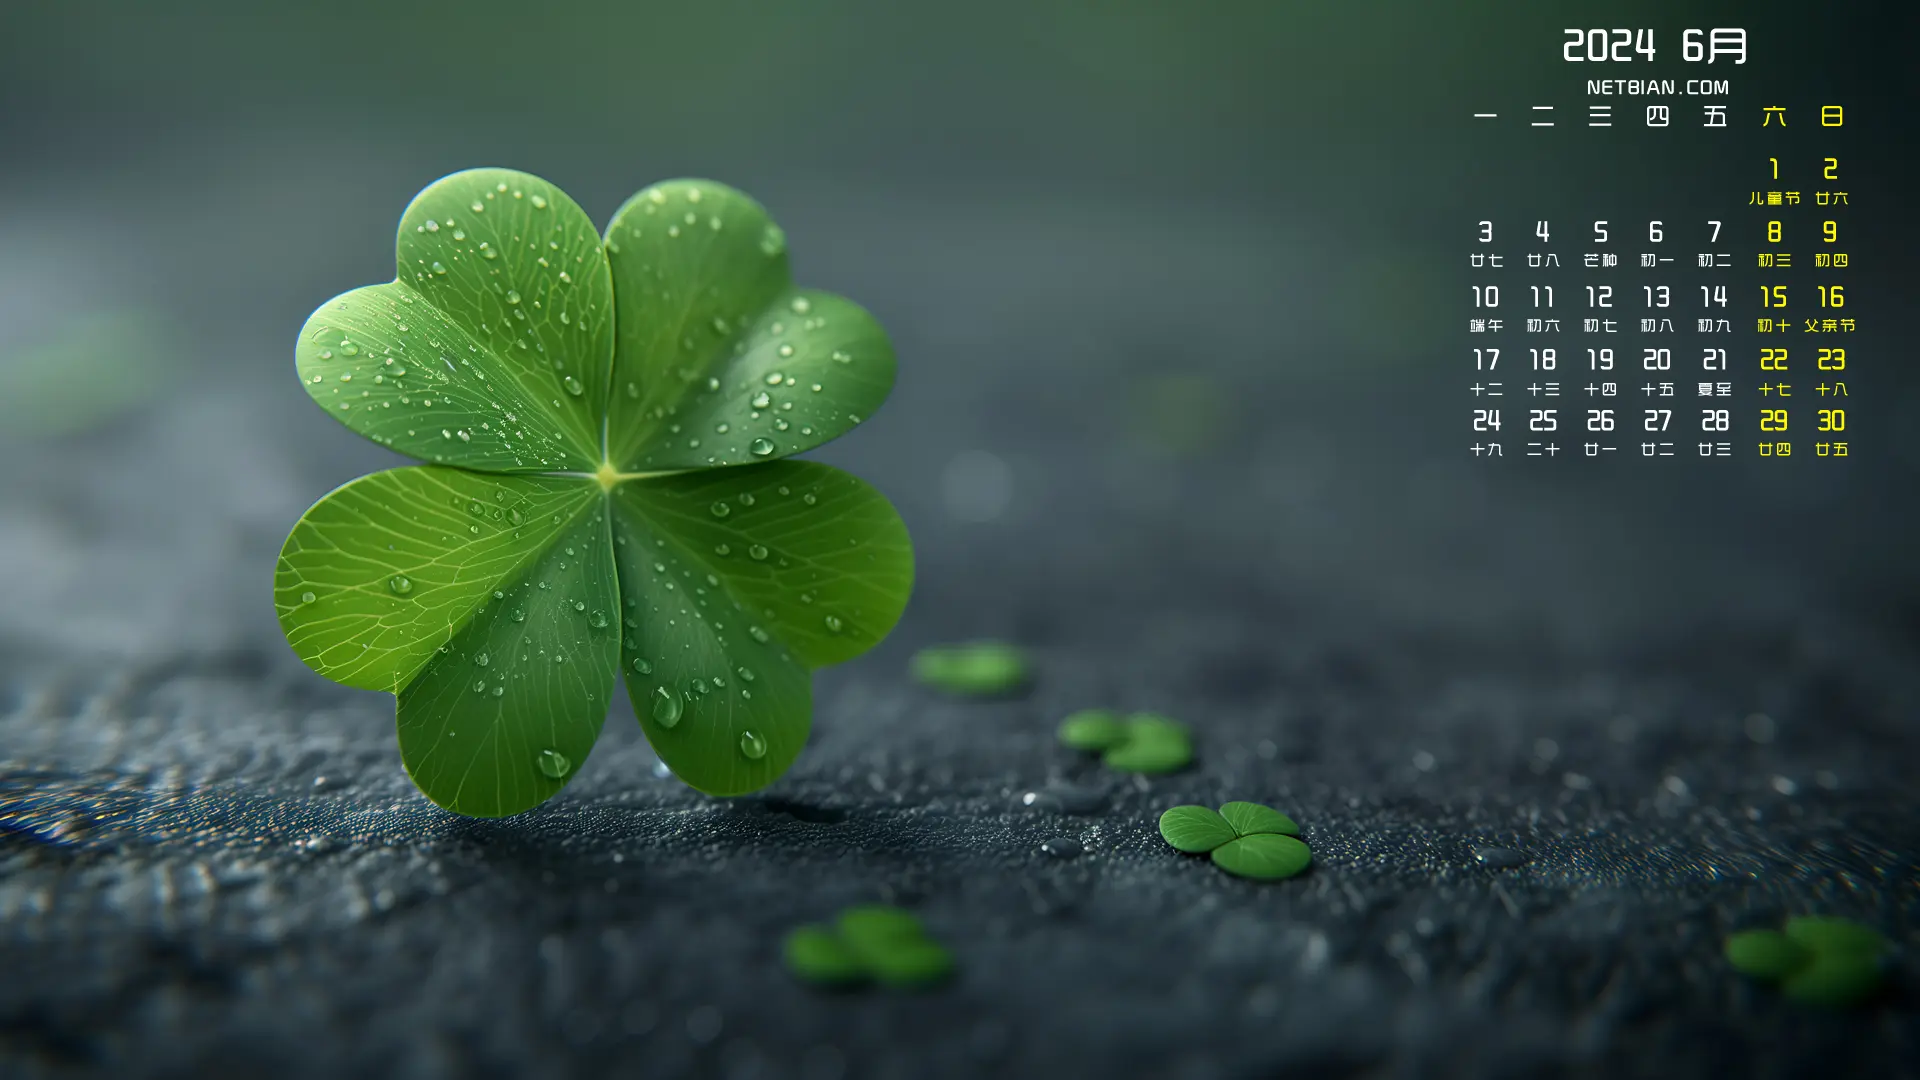 2024 6月
NETBIAN.COM
一 二 三 四 五 六 日
1 2
儿童节 廿六
3 4 5 6 7 8 9
廿七 廿八 芒种 初一 初二 初三 初四
10 11 12 13 14 15 16
端午 初六 初七 初八 初九 初十 父亲节
17 18 19 20 21 22 23
十二 十三 十四 十五 夏至 十七 十八
24 25 26 27 28 29 30
十九 二十 廿一 廿二 廿三 廿四 廿五